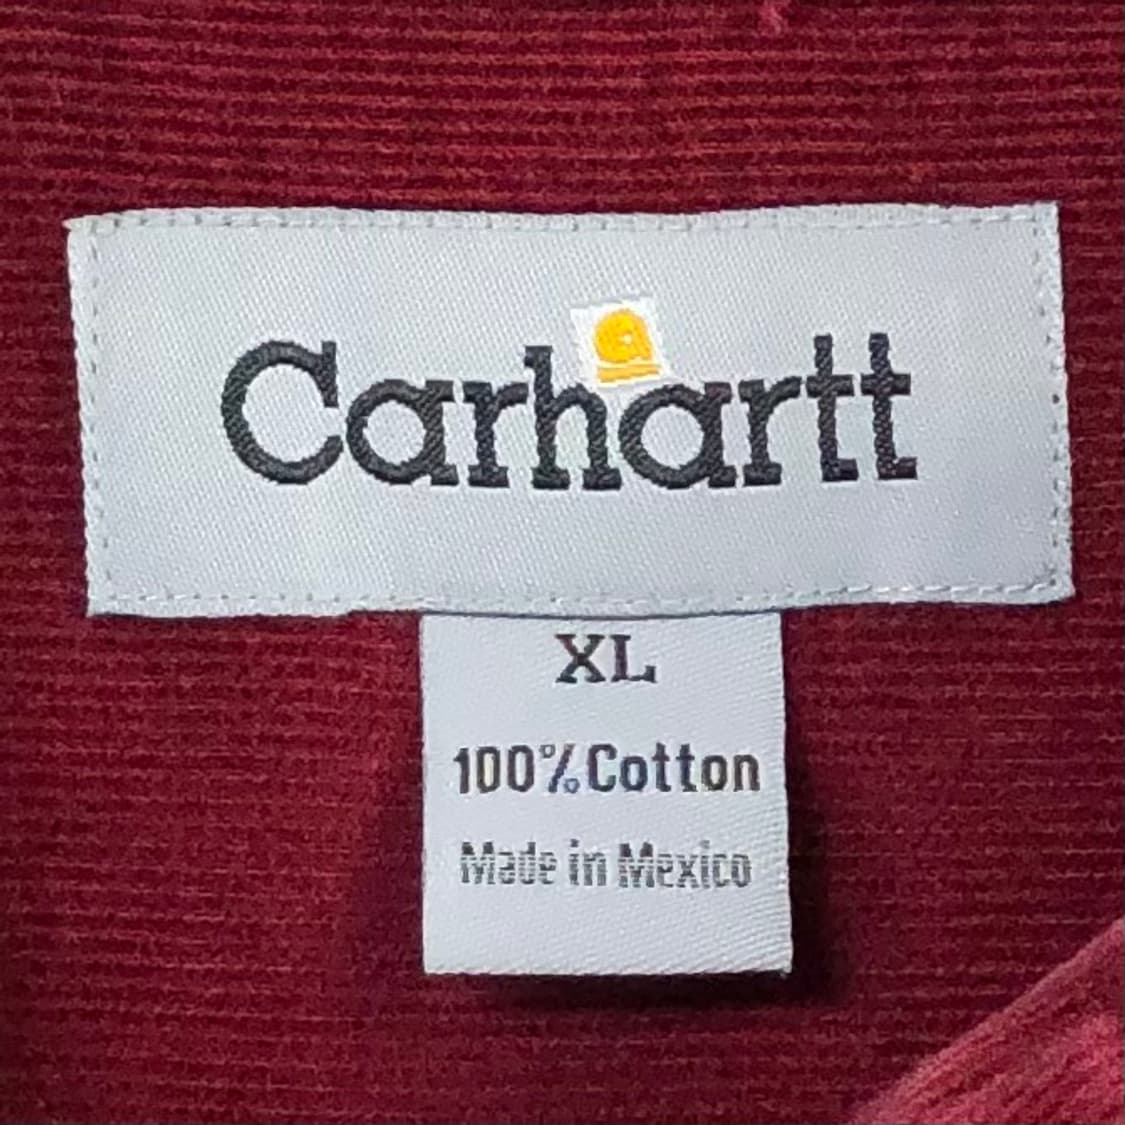 Carhartt
XL
100% Cotton
Made in Mexico